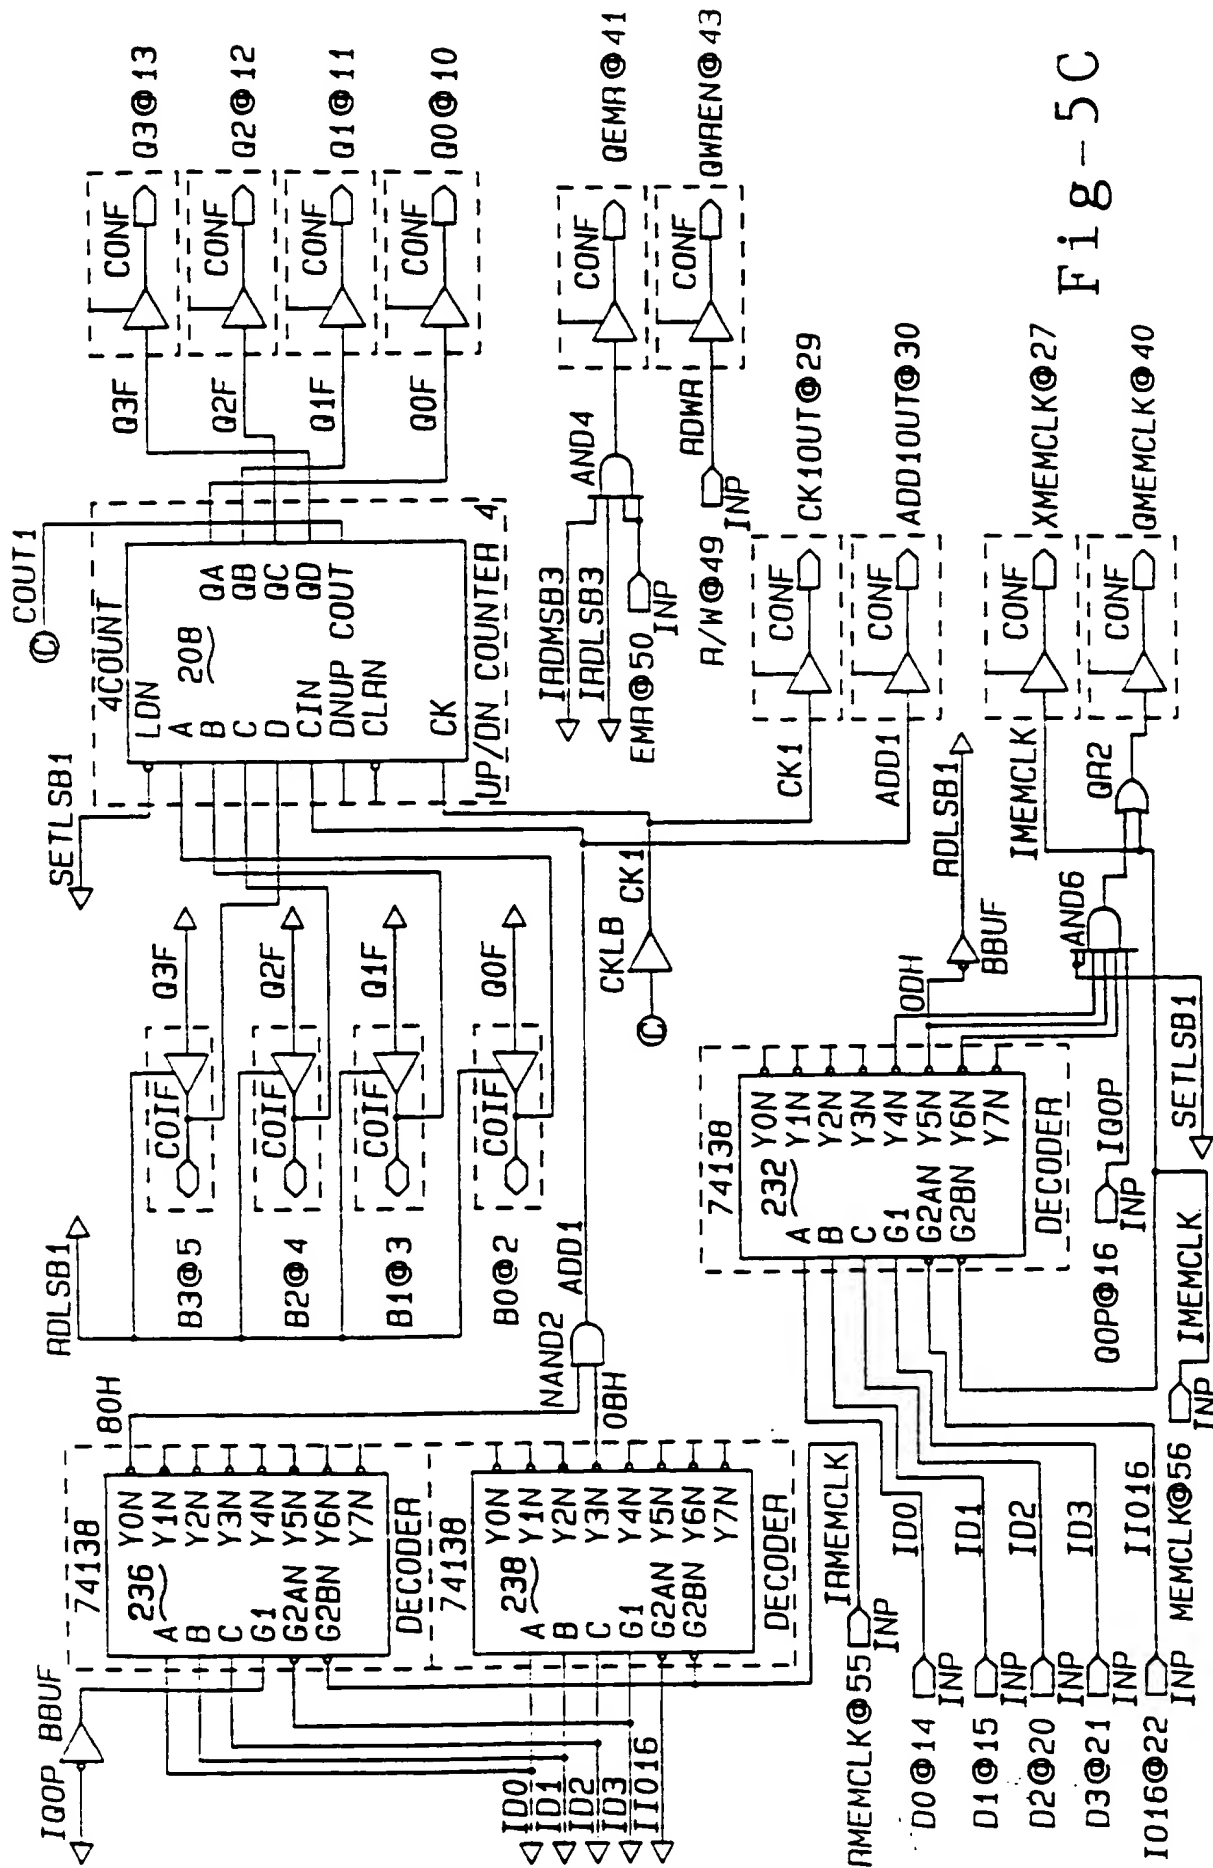 IQOP BBUF
74138
236
A
B
C
G1
G2AN
G2BN
Y0N
Y1N
Y2N
Y3N
Y4N
Y5N
Y6N
Y7N
DECODER
80H
74138
238
A
B
C
G1
G2AN
G2BN
Y0N
Y1N
Y2N
Y3N
Y4N
Y5N
Y6N
Y7N
DECODER
0BH
ID0
ID1
ID2
ID3
IIO16
NAND2
ADD1
RDLSB1
B3@5
COIF
Q3F
B2@4
COIF
Q2F
B1@3
COIF
Q1F
B0@2
COIF
Q0F
SETLSB1
4COUNT
208
LDN
A
B
C
D
CIN
DNUP
CLRN
CK
QA
QB
QC
QD
COUT
UP/DN COUNTER 4
C COUT1
Q3F
CONF
Q3@13
Q2F
CONF
Q2@12
Q1F
CONF
Q1@11
Q0F
CONF
Q0@10
IRDMSB3
IRDLSB3
EMR@50
INP
AND4
CONF
QEMR@41
R/W@49
INP
RDWR
CONF
QWREN@43
C
CKLB
CK1
CK1
CONF
CK1OUT@29
ADD1
CONF
ADD1OUT@30
RMEMCLK@55
INP
IRMEMCLK
D0@14
INP
ID0
D1@15
INP
ID1
D2@20
INP
ID2
D3@21
INP
ID3
IO16@22
INP
IIO16
MEMCLK@56
INP
IMEMCLK
74138
232
A
B
C
G1
G2AN
G2BN
Y0N
Y1N
Y2N
Y3N
Y4N
Y5N
Y6N
Y7N
DECODER
QOP@16
INP
IQOP
0DH
BBUF
RDLSB1
SETLSB1
AND6
OR2
IMEMCLK
CONF
XMEMCLK@27
CONF
QMEMCLK@40
Fig-5C